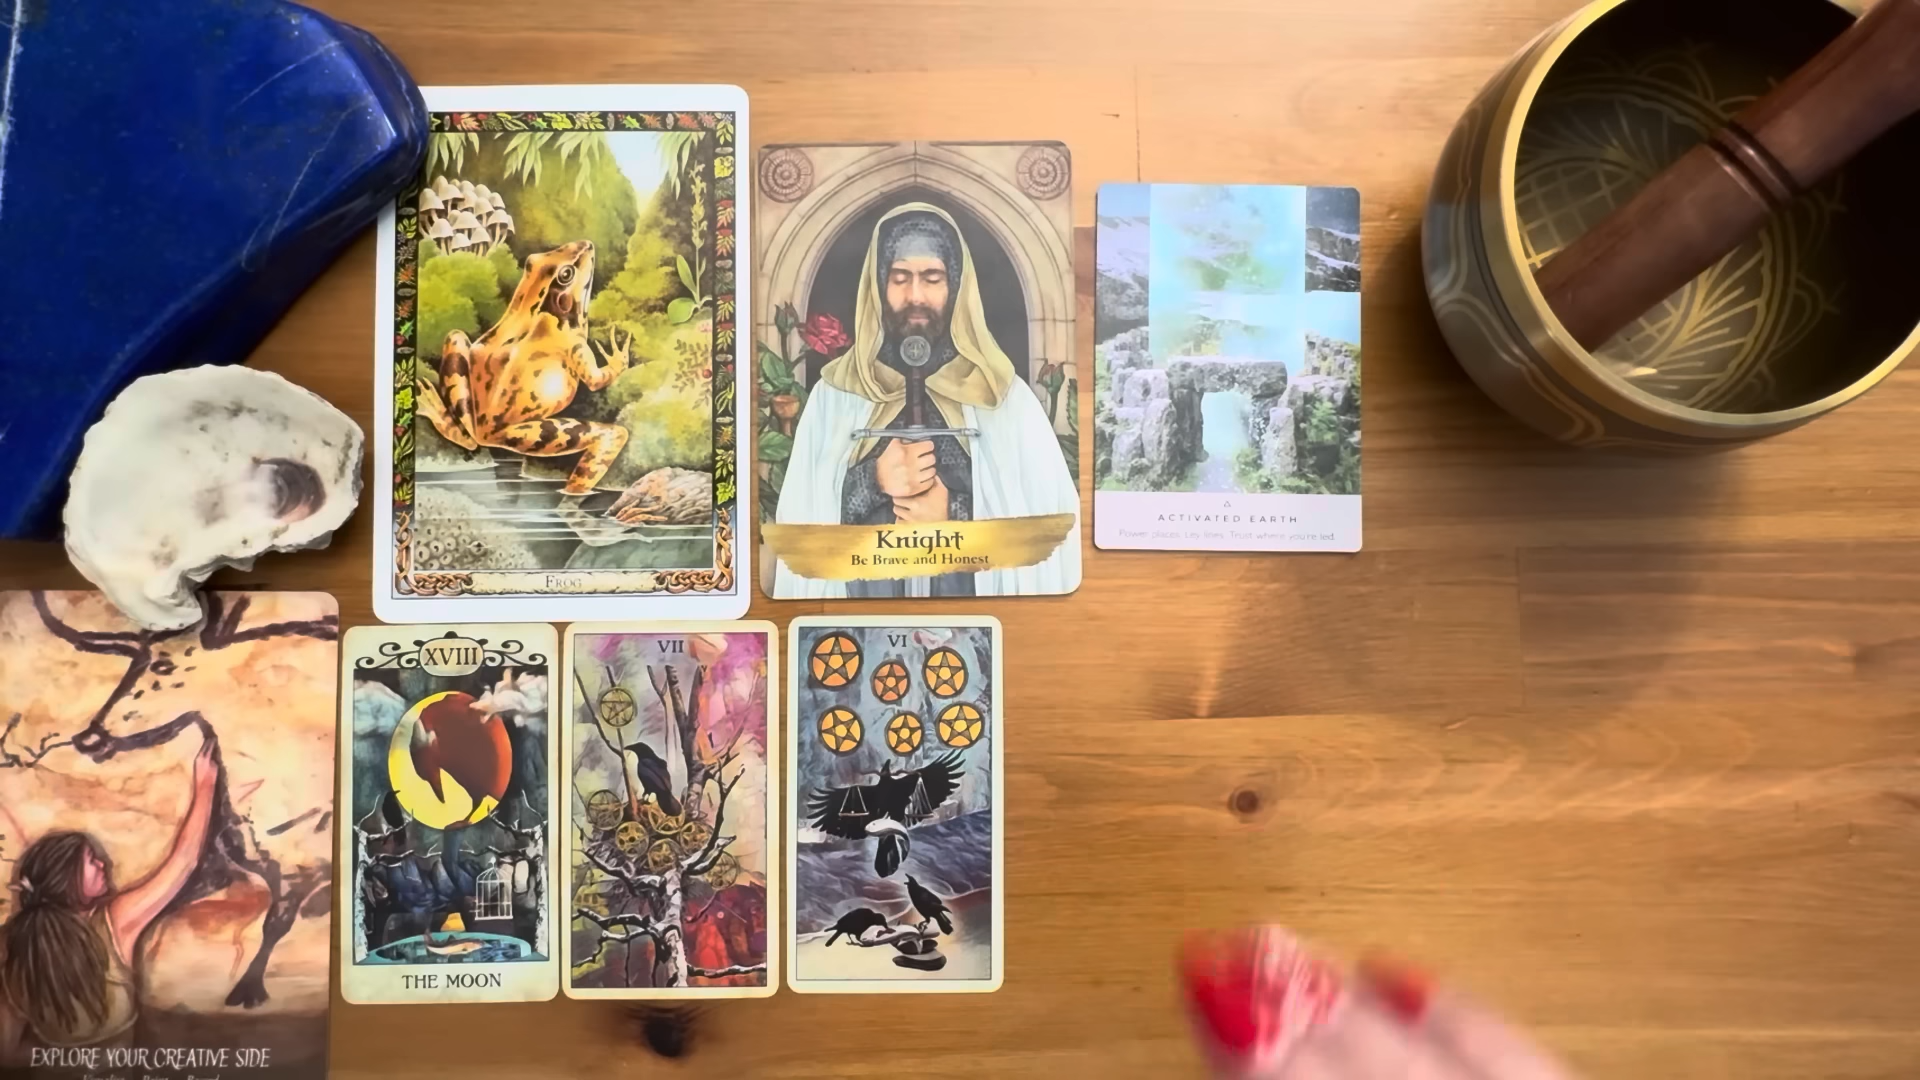 FROG
Knight
Be Brave and Honest
ACTIVATED EARTH
Power places. Ley lines. Trust where you're led.
XVIII
THE MOON
VII
VI
EXPLORE YOUR CREATIVE SIDE